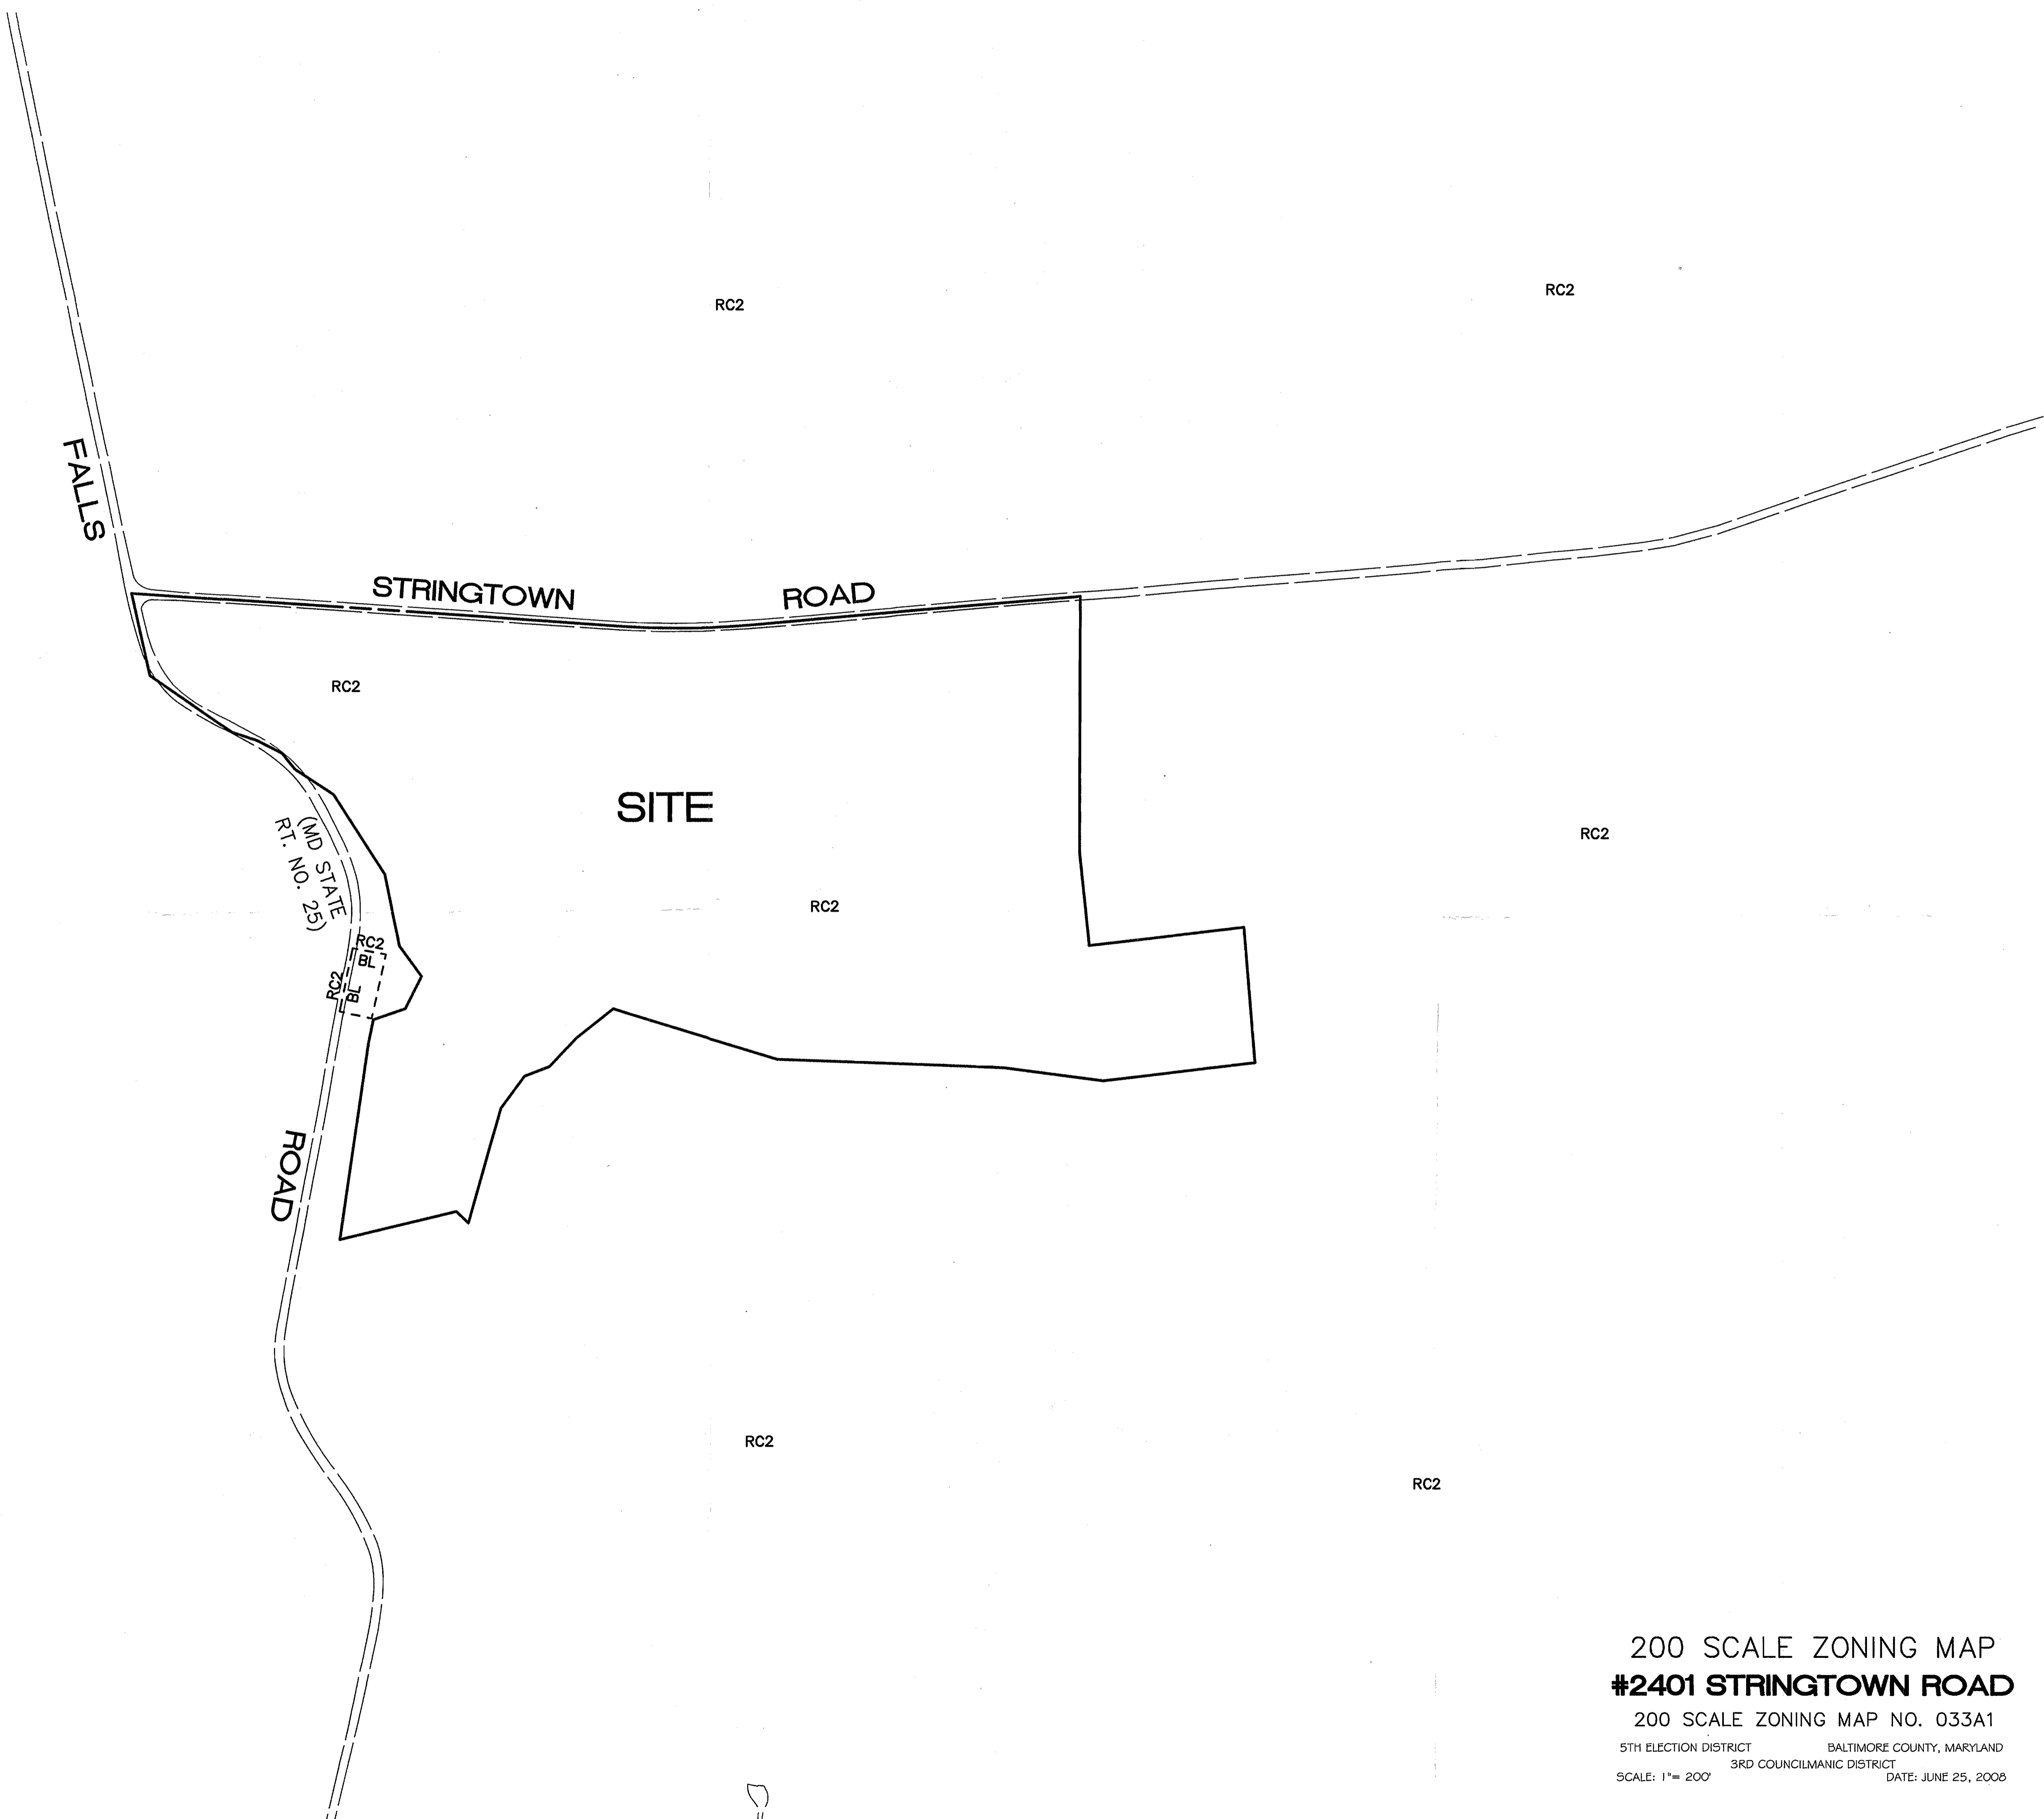 RC2
RC2
FALLS
STRINGTOWN ROAD
RC2
SITE
(MD STATE
RT. NO. 25)
RC2
RC2
RC2
BL
RC2
BL
ROAD
RC2
RC2
200 SCALE ZONING MAP
#2401 STRINGTOWN ROAD
200 SCALE ZONING MAP NO. 033A1
5TH ELECTION DISTRICT BALTIMORE COUNTY, MARYLAND
3RD COUNCILMANIC DISTRICT
SCALE: 1"= 200' DATE: JUNE 25, 2008